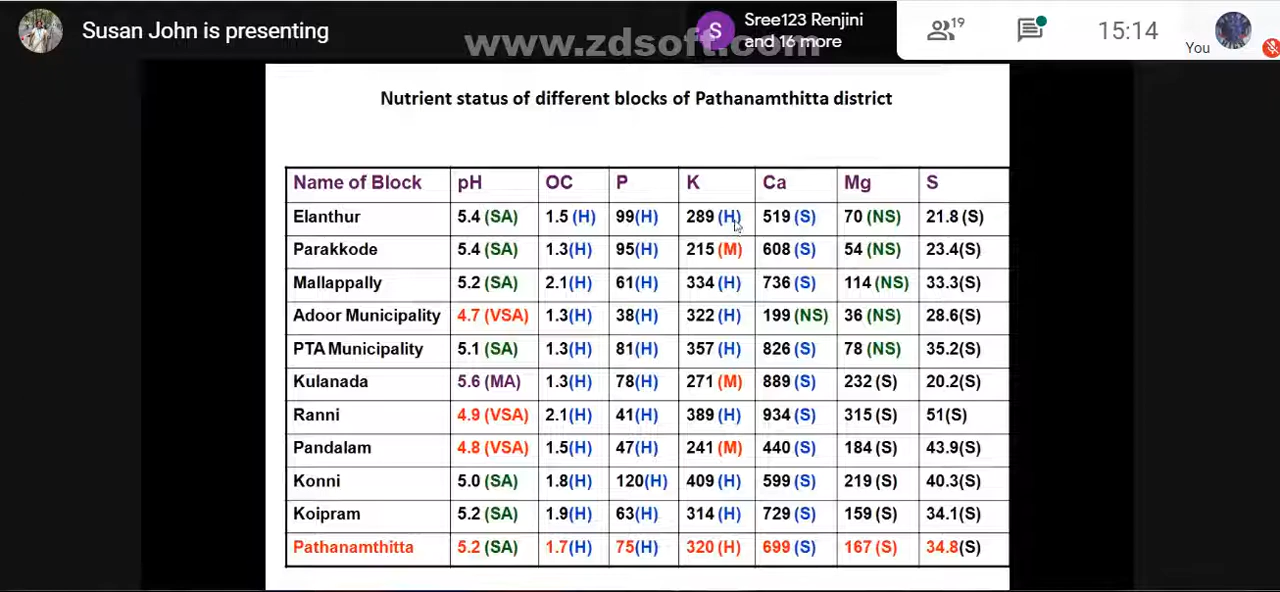 Susan John is presenting
www.zdsoft.com
S
Sree123 Renjini
and 16 more
19
15:14
You
Nutrient status of different blocks of Pathanamthitta district
Name of Block pH OC P K Ca Mg S
Elanthur 5.4 (SA) 1.5 (H) 99(H) 289 (H) 519 (S) 70 (NS) 21.8 (S)
Parakkode 5.4 (SA) 1.3(H) 95(H) 215 (M) 608 (S) 54 (NS) 23.4(S)
Mallappally 5.2 (SA) 2.1(H) 61(H) 334 (H) 736 (S) 114 (NS) 33.3(S)
Adoor Municipality 4.7 (VSA) 1.3(H) 38(H) 322 (H) 199 (NS) 36 (NS) 28.6(S)
PTA Municipality 5.1 (SA) 1.3(H) 81(H) 357 (H) 826 (S) 78 (NS) 35.2(S)
Kulanada 5.6 (MA) 1.3(H) 78(H) 271 (M) 889 (S) 232 (S) 20.2(S)
Ranni 4.9 (VSA) 2.1(H) 41(H) 389 (H) 934 (S) 315 (S) 51(S)
Pandalam 4.8 (VSA) 1.5(H) 47(H) 241 (M) 440 (S) 184 (S) 43.9(S)
Konni 5.0 (SA) 1.8(H) 120(H) 409 (H) 599 (S) 219 (S) 40.3(S)
Koipram 5.2 (SA) 1.9(H) 63(H) 314 (H) 729 (S) 159 (S) 34.1(S)
Pathanamthitta 5.2 (SA) 1.7(H) 75(H) 320 (H) 699 (S) 167 (S) 34.8(S)